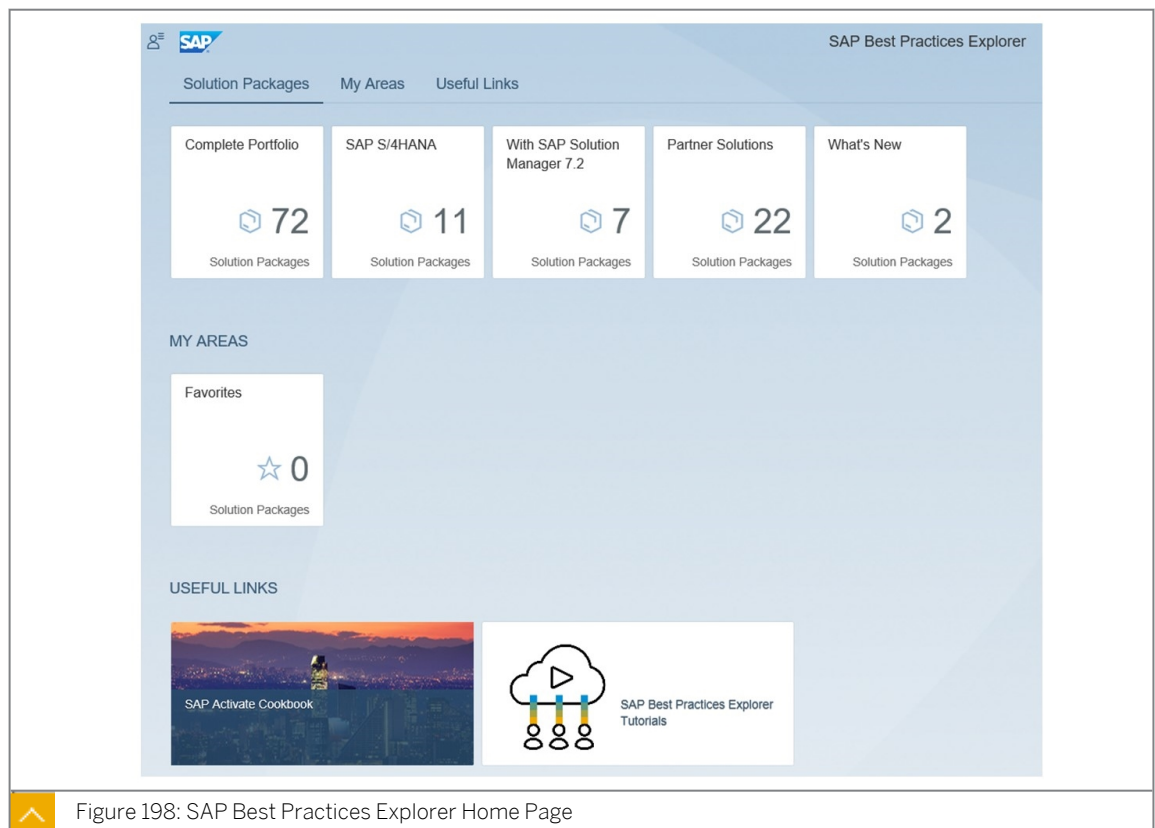 SAP
SAP Best Practices Explorer
Solution Packages
My Areas
Useful Links
Complete Portfolio
72
Solution Packages
SAP S/4HANA
11
Solution Packages
With SAP Solution
Manager 7.2
7
Solution Packages
Partner Solutions
22
Solution Packages
What's New
2
Solution Packages
MY AREAS
Favorites
0
Solution Packages
USEFUL LINKS
SAP Activate Cookbook
SAP Best Practices Explorer
Tutorials
Figure 198: SAP Best Practices Explorer Home Page